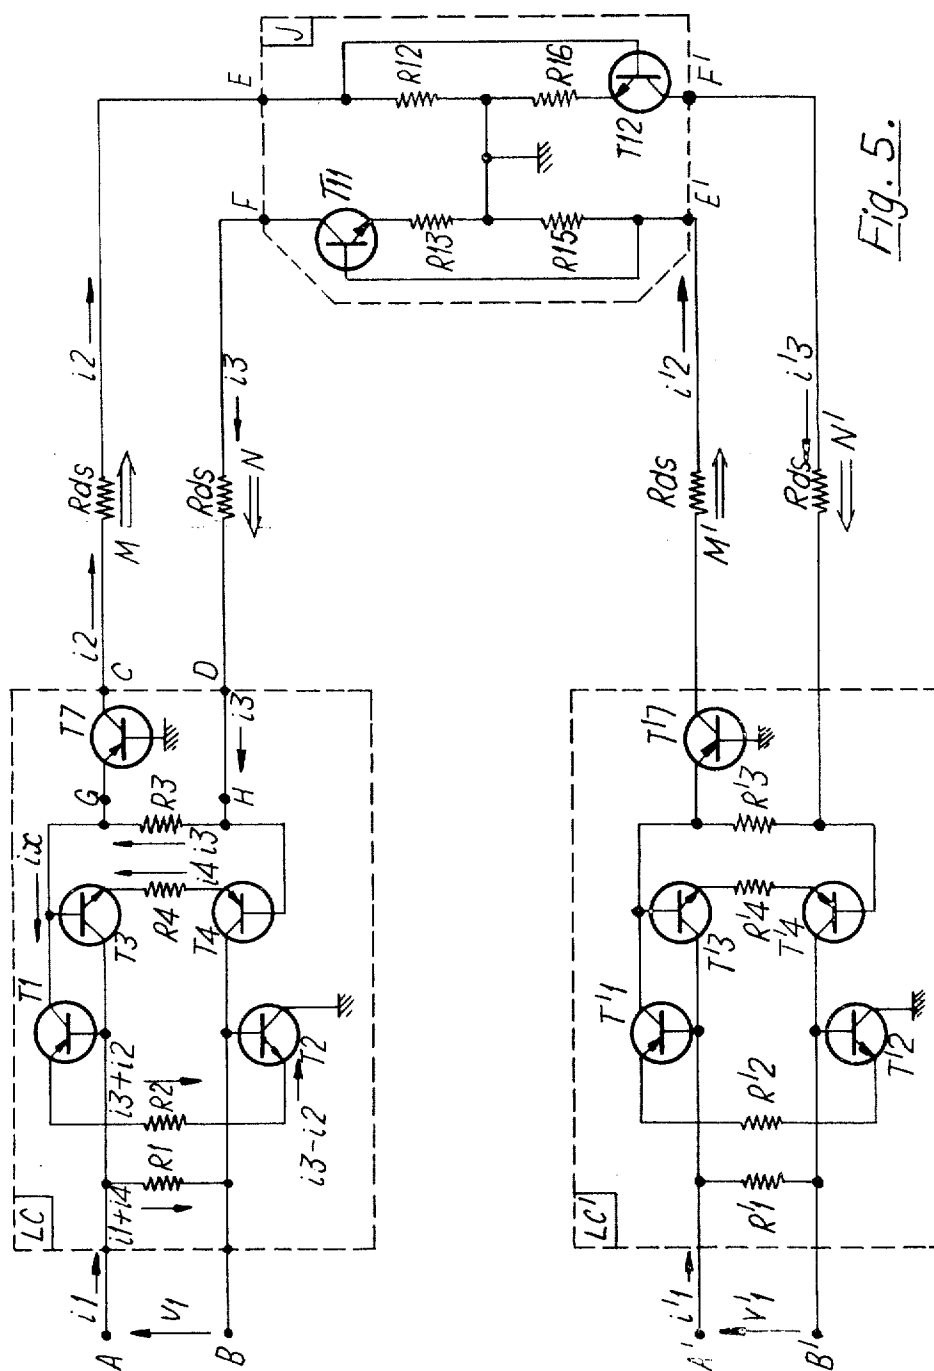 J
E
F
R12
R16
T11
T12
R13
R15
F'
E'
Fig. 5.
i2
Rds
M
i2
i3
Rds
N
i'2
Rds
M'
i'3
Rds
N'
C
D
T7
G
R3
H
i3
ix
i3
i4
R4
T3
T4
T1
T2
i3+i2
R2
i3-i2
R1
i1+i4
LC
i1
v1
A
B
T'7
R'3
R'4
T'3
T'4
T'1
T'2
R'2
R'1
LC'
i'1
v'1
A'
B'